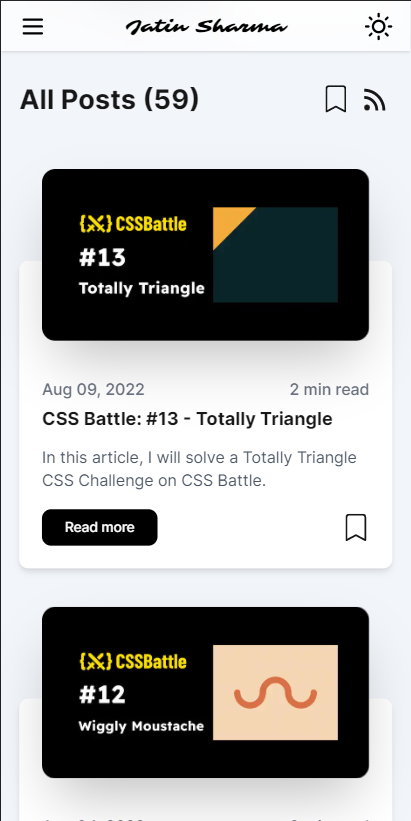 Jatin Sharma
All Posts (59)
{X} CSSBattle
#13
Totally Triangle
Aug 09, 2022 2 min read
CSS Battle: #13 - Totally Triangle
In this article, I will solve a Totally Triangle
CSS Challenge on CSS Battle.
Read more
{X} CSSBattle
#12
Wiggly Moustache